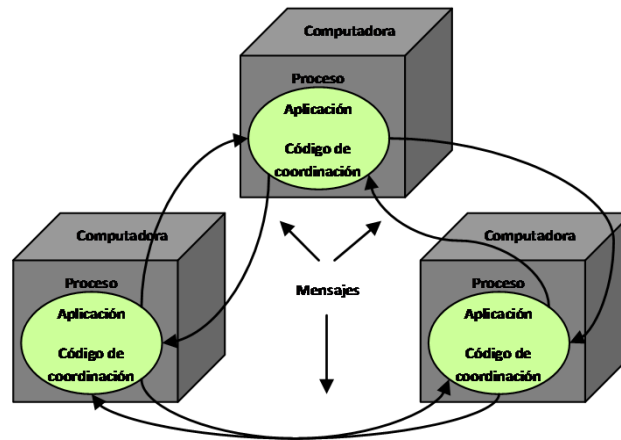 Computadora
Proceso
Aplicación
Código de
coordinación
Computadora
Proceso
Aplicación
Código de
coordinación
Mensajes
Computadora
Proceso
Aplicación
Código de
coordinación